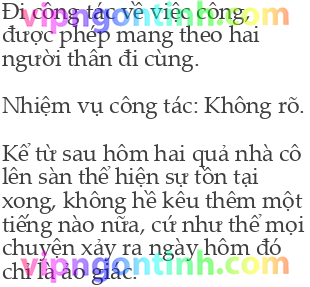 Đi công tác về việc công,
được phép mang theo hai
người thân đi cùng.
Nhiệm vụ công tác: Không rõ.
Kể từ sau hôm hai quả nhà cô
lên sàn thể hiện sự tồn tại
xong, không hề kêu thêm một
tiếng nào nữa, cứ như thể mọi
chuyện xảy ra ngày hôm đó
chỉ là ảo giác.
vipngontinh.com
vipngontinh.com